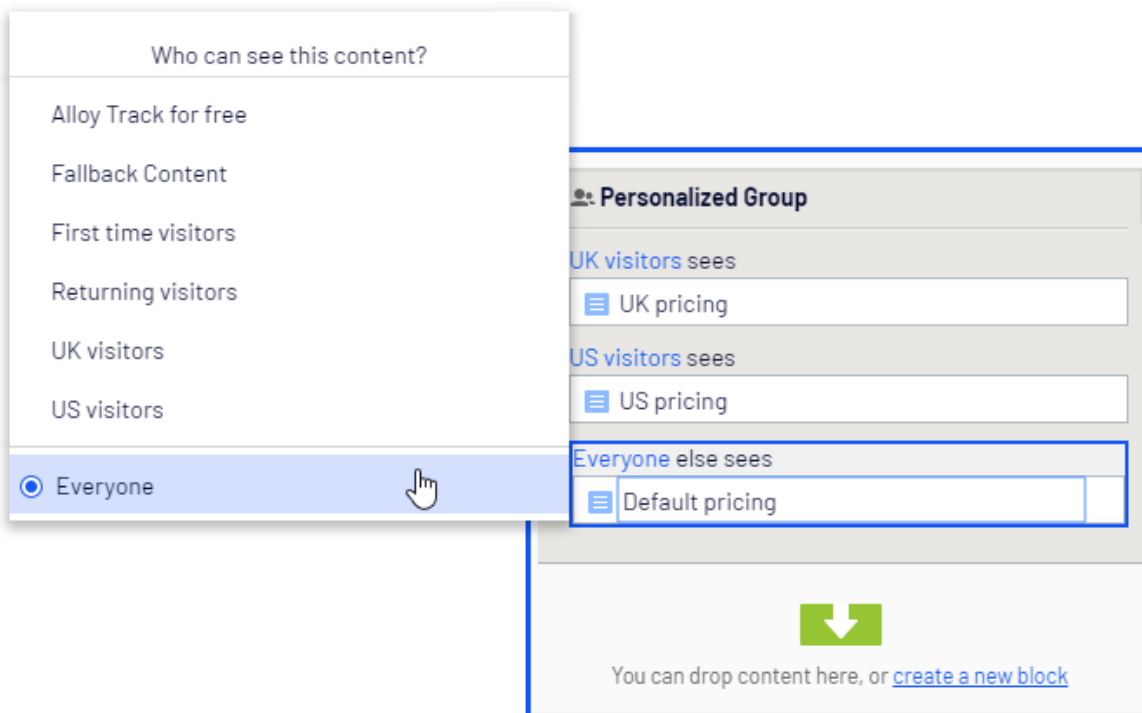 Who can see this content?
Alloy Track for free
Fallback Content
First time visitors
Returning visitors
UK visitors
US visitors
Everyone
Personalized Group
UK visitors sees
UK pricing
US visitors sees
US pricing
Everyone else sees
Default pricing
You can drop content here, or create a new block